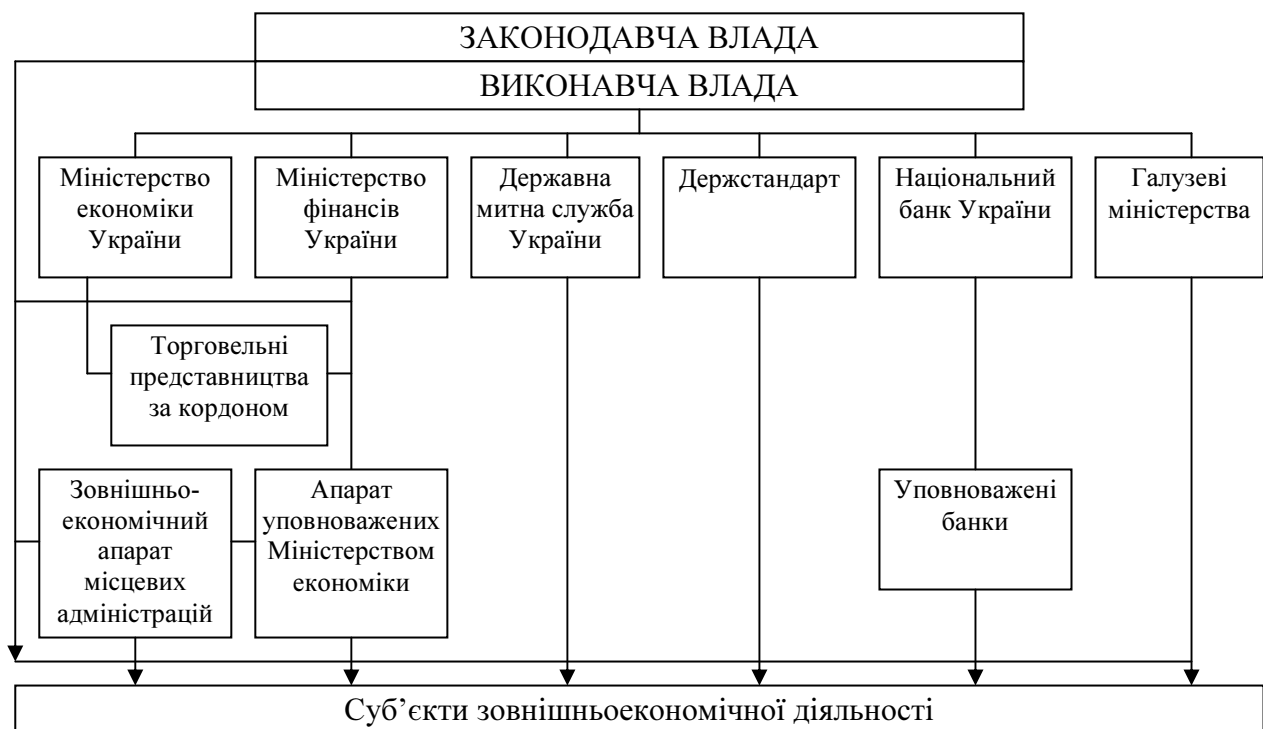 ЗАКОНОДАВЧА ВЛАДА
ВИКОНАВЧА ВЛАДА
Міністерство
економіки
України
Міністерство
фінансів
України
Державна
митна служба
України
Держстандарт
Національний
банк України
Галузеві
міністерства
Торговельні
представництва
за кордоном
Зовнішньо-
економічний
апарат
місцевих
адміністрацій
Апарат
уповноважених
Міністерством
економіки
Уповноважені
банки
Суб’єкти зовнішньоекономічної діяльності